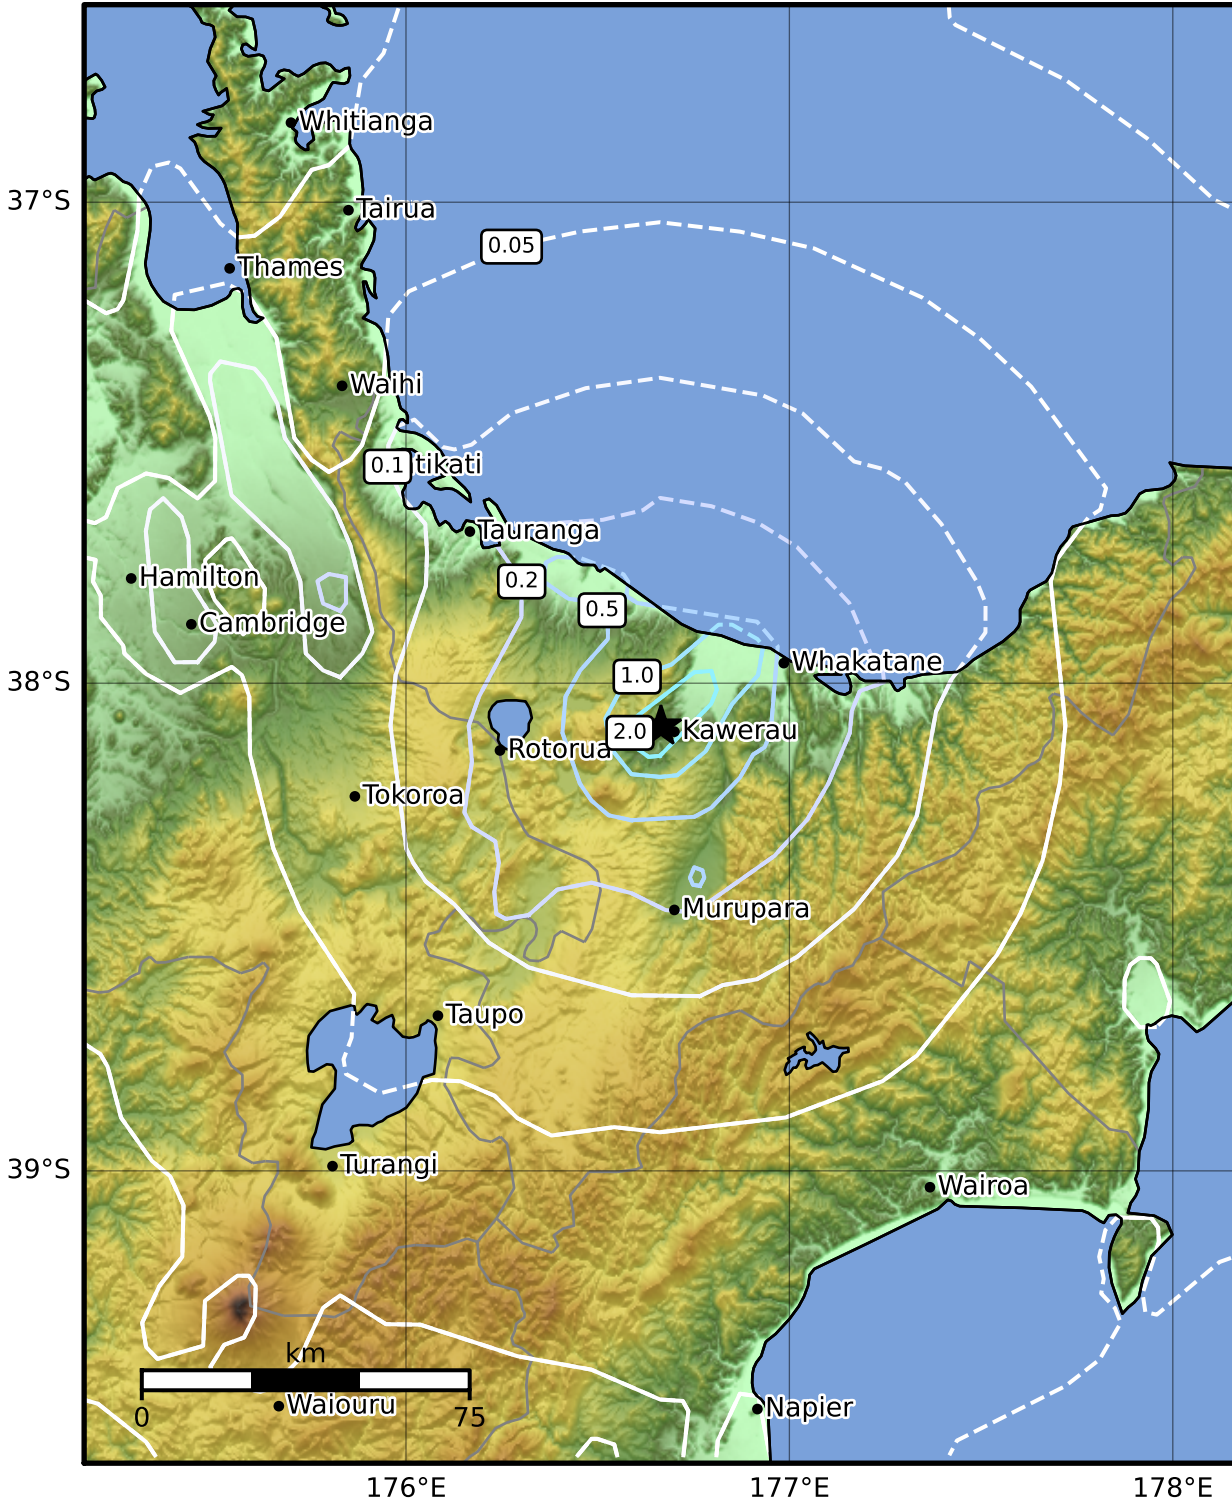 Whitianga
37°S
Tairua
0.05
Thames
Waihi
0.1
tikati
Tauranga
Hamilton
0.2
0.5
Cambridge
Whakatane
38°S
1.0
2.0
Kawerau
Rotorua
Tokoroa
Murupara
Taupo
Turangi
39°S
Wairoa
km
0
75
Waiouru
Napier
176°E
177°E
178°E